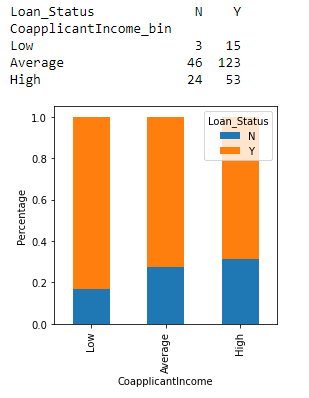 Loan_Status N Y
CoapplicantIncome_bin
Low 3 15
Average 46 123
High 24 53
Loan_Status
N
Y
1.0
0.8
0.6
0.4
0.2
0.0
Percentage
Low
Average
High
CoapplicantIncome